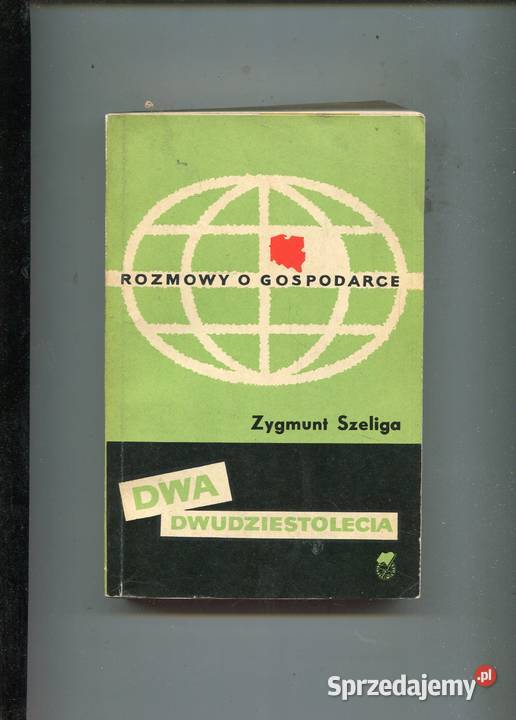 ROZMOWY O GOSPODARCE
Zygmunt Szeliga
DWA
DWUDZIESTOLECIA
Sprzedajemy.pl